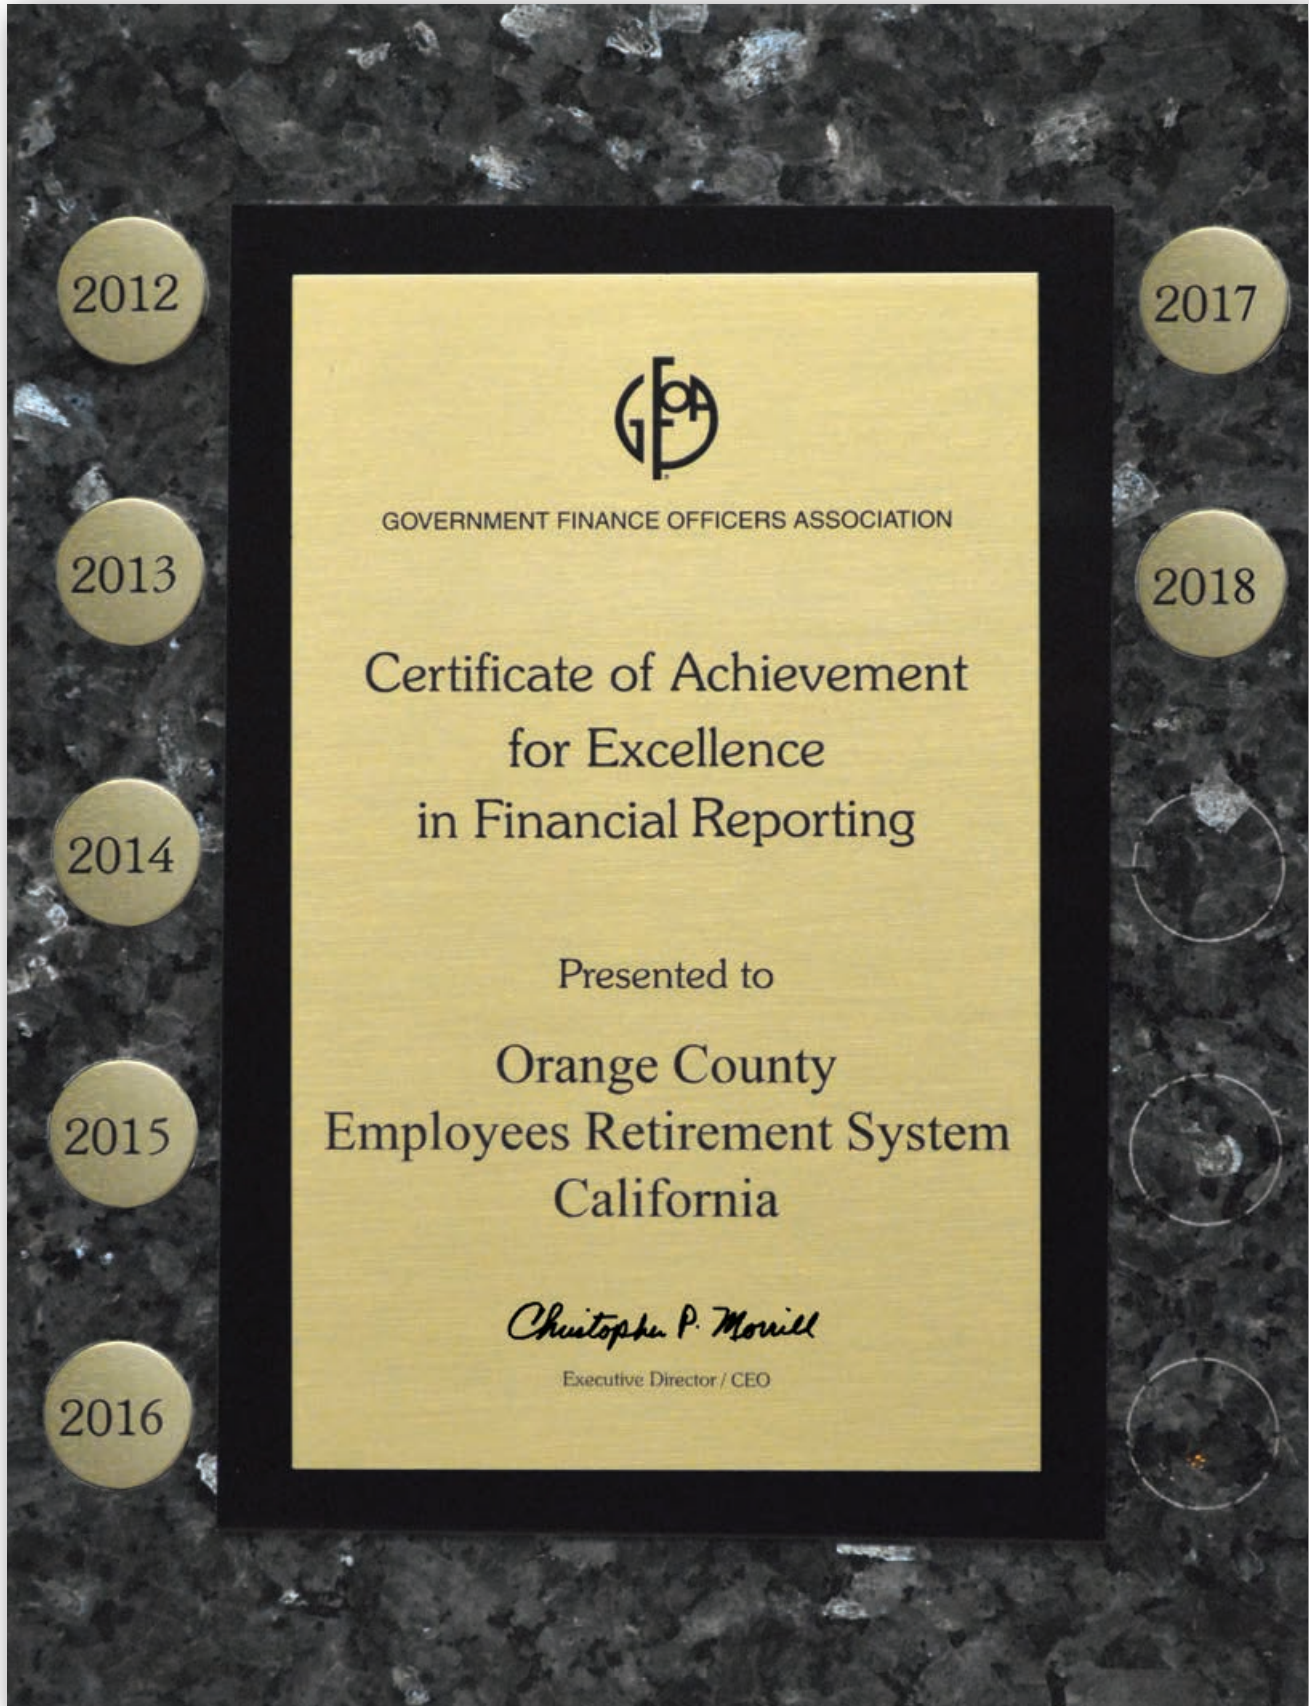 2012
2013
2014
2015
2016
GFOA
GOVERNMENT FINANCE OFFICERS ASSOCIATION
Certificate of Achievement
for Excellence
in Financial Reporting
Presented to
Orange County
Employees Retirement System
California
Christopher P. Morrill
Executive Director / CEO
2017
2018